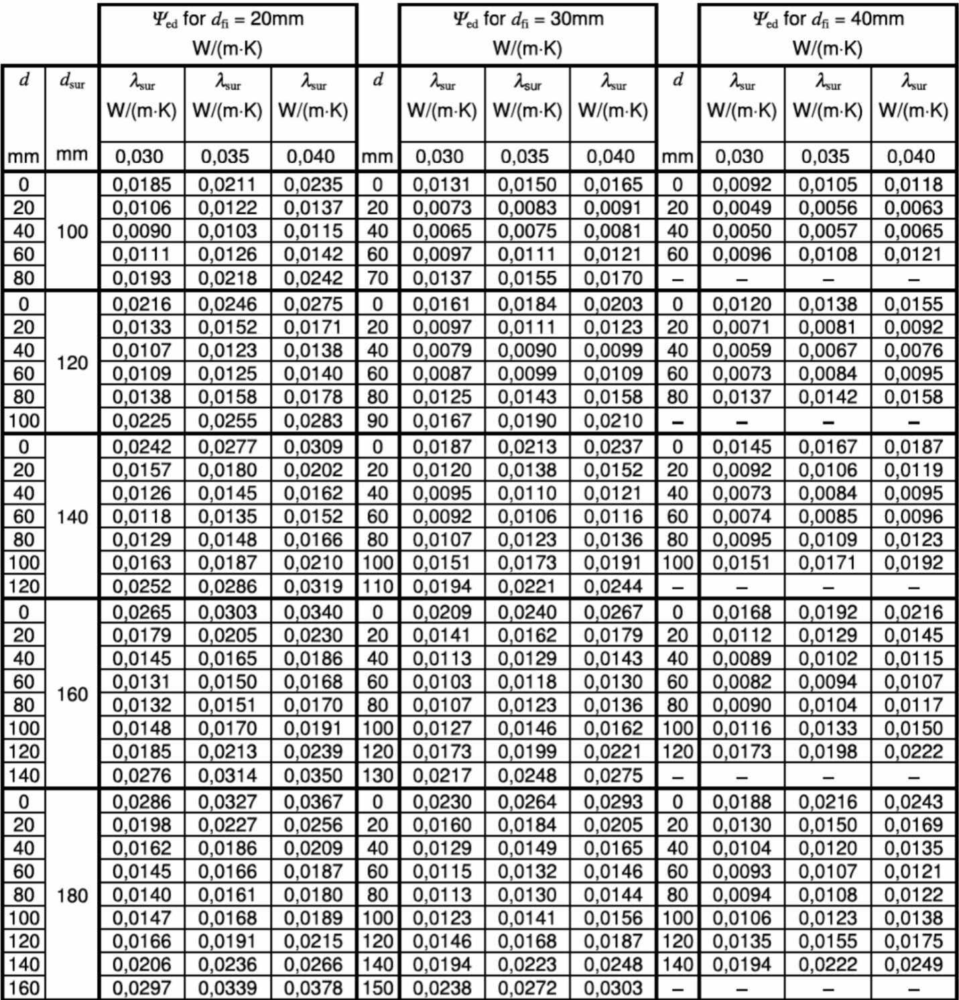 Ψed for dfi = 20mm Ψed for dfi = 30mm Ψed for dfi = 40mm
W/(m·K) W/(m·K) W/(m·K)
d dsur λsur λsur λsur d λsur λsur λsur d λsur λsur λsur
W/(m·K) W/(m·K) W/(m·K) W/(m·K) W/(m·K) W/(m·K) W/(m·K) W/(m·K) W/(m·K)
mm mm 0,030 0,035 0,040 mm 0,030 0,035 0,040 mm 0,030 0,035 0,040
0 0,0185 0,0211 0,0235 0 0,0131 0,0150 0,0165 0 0,0092 0,0105 0,0118
20 0,0106 0,0122 0,0137 20 0,0073 0,0083 0,0091 20 0,0049 0,0056 0,0063
40 100 0,0090 0,0103 0,0115 40 0,0065 0,0075 0,0081 40 0,0050 0,0057 0,0065
60 0,0111 0,0126 0,0142 60 0,0097 0,0111 0,0121 60 0,0096 0,0108 0,0121
80 0,0193 0,0218 0,0242 70 0,0137 0,0155 0,0170 – – – –
0 0,0216 0,0246 0,0275 0 0,0161 0,0184 0,0203 0 0,0120 0,0138 0,0155
20 0,0133 0,0152 0,0171 20 0,0097 0,0111 0,0123 20 0,0071 0,0081 0,0092
40 120 0,0107 0,0123 0,0138 40 0,0079 0,0090 0,0099 40 0,0059 0,0067 0,0076
60 0,0109 0,0125 0,0140 60 0,0087 0,0099 0,0109 60 0,0073 0,0084 0,0095
80 0,0138 0,0158 0,0178 80 0,0125 0,0143 0,0158 80 0,0137 0,0142 0,0158
100 0,0225 0,0255 0,0283 90 0,0167 0,0190 0,0210 – – – –
0 0,0242 0,0277 0,0309 0 0,0187 0,0213 0,0237 0 0,0145 0,0167 0,0187
20 0,0157 0,0180 0,0202 20 0,0120 0,0138 0,0152 20 0,0092 0,0106 0,0119
40 0,0126 0,0145 0,0162 40 0,0095 0,0110 0,0121 40 0,0073 0,0084 0,0095
60 140 0,0118 0,0135 0,0152 60 0,0092 0,0106 0,0116 60 0,0074 0,0085 0,0096
80 0,0129 0,0148 0,0166 80 0,0107 0,0123 0,0136 80 0,0095 0,0109 0,0123
100 0,0163 0,0187 0,0210 100 0,0151 0,0173 0,0191 100 0,0151 0,0171 0,0192
120 0,0252 0,0286 0,0319 110 0,0194 0,0221 0,0244 – – – –
0 0,0265 0,0303 0,0340 0 0,0209 0,0240 0,0267 0 0,0168 0,0192 0,0216
20 0,0179 0,0205 0,0230 20 0,0141 0,0162 0,0179 20 0,0112 0,0129 0,0145
40 0,0145 0,0165 0,0186 40 0,0113 0,0129 0,0143 40 0,0089 0,0102 0,0115
60 160 0,0131 0,0150 0,0168 60 0,0103 0,0118 0,0130 60 0,0082 0,0094 0,0107
80 0,0132 0,0151 0,0170 80 0,0107 0,0123 0,0136 80 0,0090 0,0104 0,0117
100 0,0148 0,0170 0,0191 100 0,0127 0,0146 0,0162 100 0,0116 0,0133 0,0150
120 0,0185 0,0213 0,0239 120 0,0173 0,0199 0,0221 120 0,0173 0,0198 0,0222
140 0,0276 0,0314 0,0350 130 0,0217 0,0248 0,0275 – – – –
0 0,0286 0,0327 0,0367 0 0,0230 0,0264 0,0293 0 0,0188 0,0216 0,0243
20 0,0198 0,0227 0,0256 20 0,0160 0,0184 0,0205 20 0,0130 0,0150 0,0169
40 0,0162 0,0186 0,0209 40 0,0129 0,0149 0,0165 40 0,0104 0,0120 0,0135
60 0,0145 0,0166 0,0187 60 0,0115 0,0132 0,0146 60 0,0093 0,0107 0,0121
80 180 0,0140 0,0161 0,0180 80 0,0113 0,0130 0,0144 80 0,0094 0,0108 0,0122
100 0,0147 0,0168 0,0189 100 0,0123 0,0141 0,0156 100 0,0106 0,0123 0,0138
120 0,0166 0,0191 0,0215 120 0,0146 0,0168 0,0187 120 0,0135 0,0155 0,0175
140 0,0206 0,0236 0,0266 140 0,0194 0,0223 0,0248 140 0,0194 0,0222 0,0249
160 0,0297 0,0339 0,0378 150 0,0238 0,0272 0,0303 – – – –